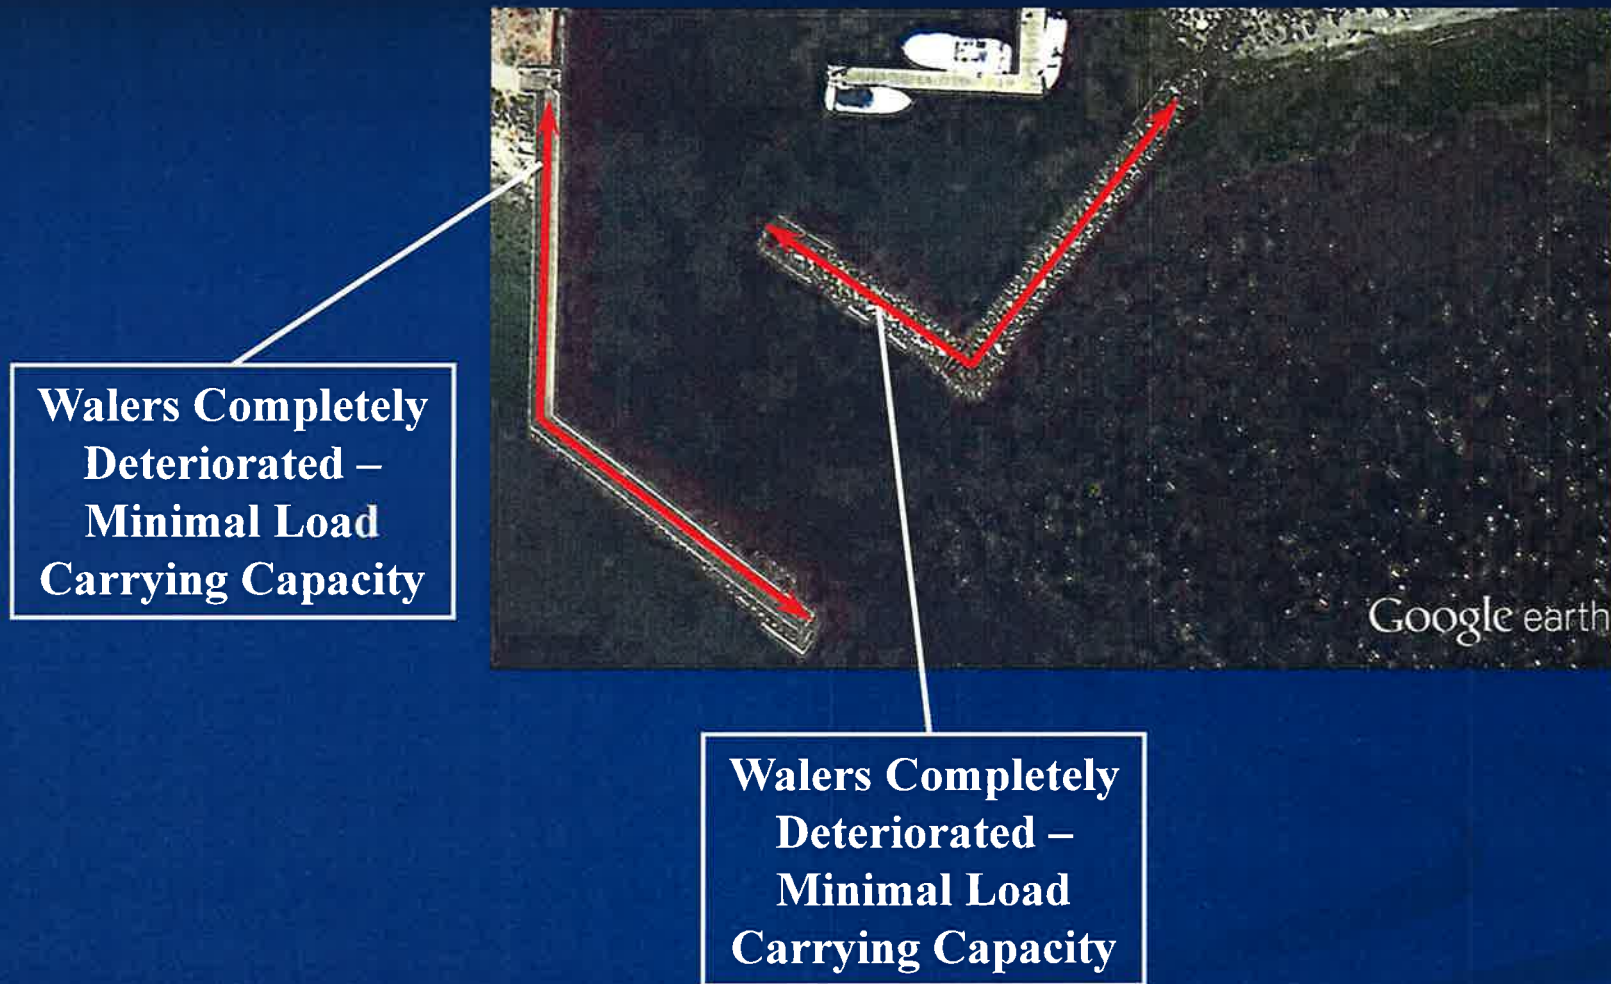 Walers Completely
Deteriorated –
Minimal Load
Carrying Capacity
Google earth
Walers Completely
Deteriorated –
Minimal Load
Carrying Capacity